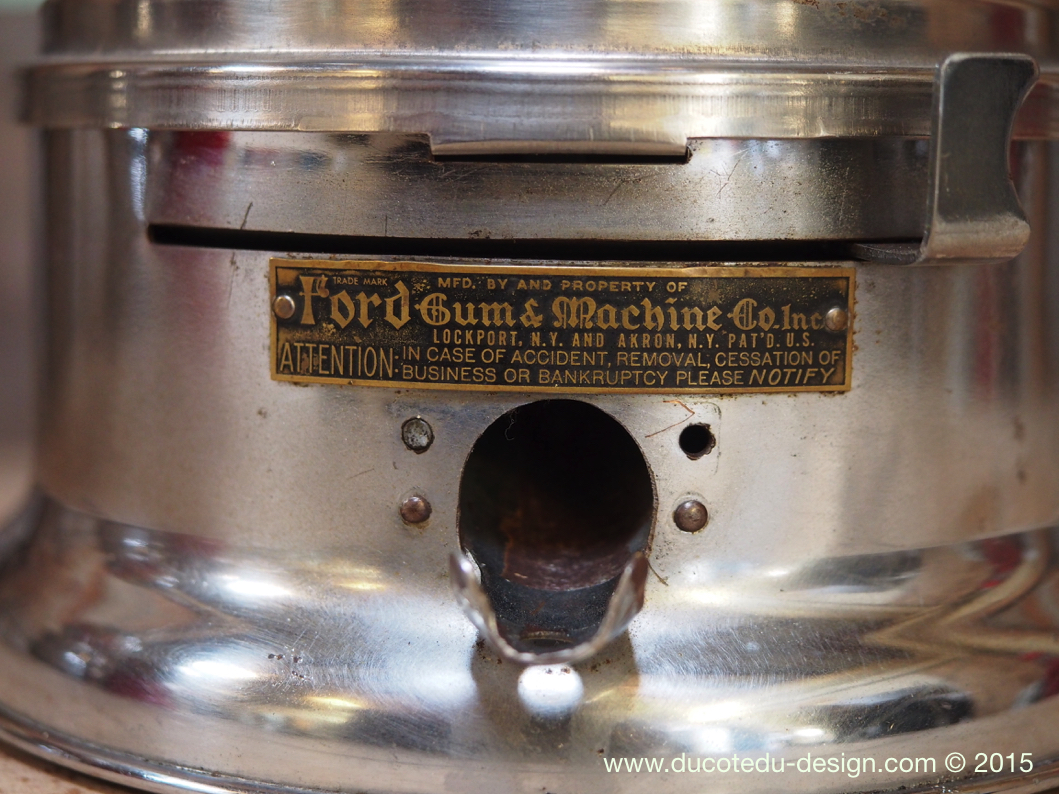 TRADE MARK MFD. BY AND PROPERTY OF
Ford Gum & Machine Co. Inc.
LOCKPORT, N.Y. AND AKRON, N.Y. PAT'D. U.S.
ATTENTION: IN CASE OF ACCIDENT, REMOVAL, CESSATION OF
BUSINESS OR BANKRUPTCY PLEASE NOTIFY
www.ducotedu-design.com © 2015